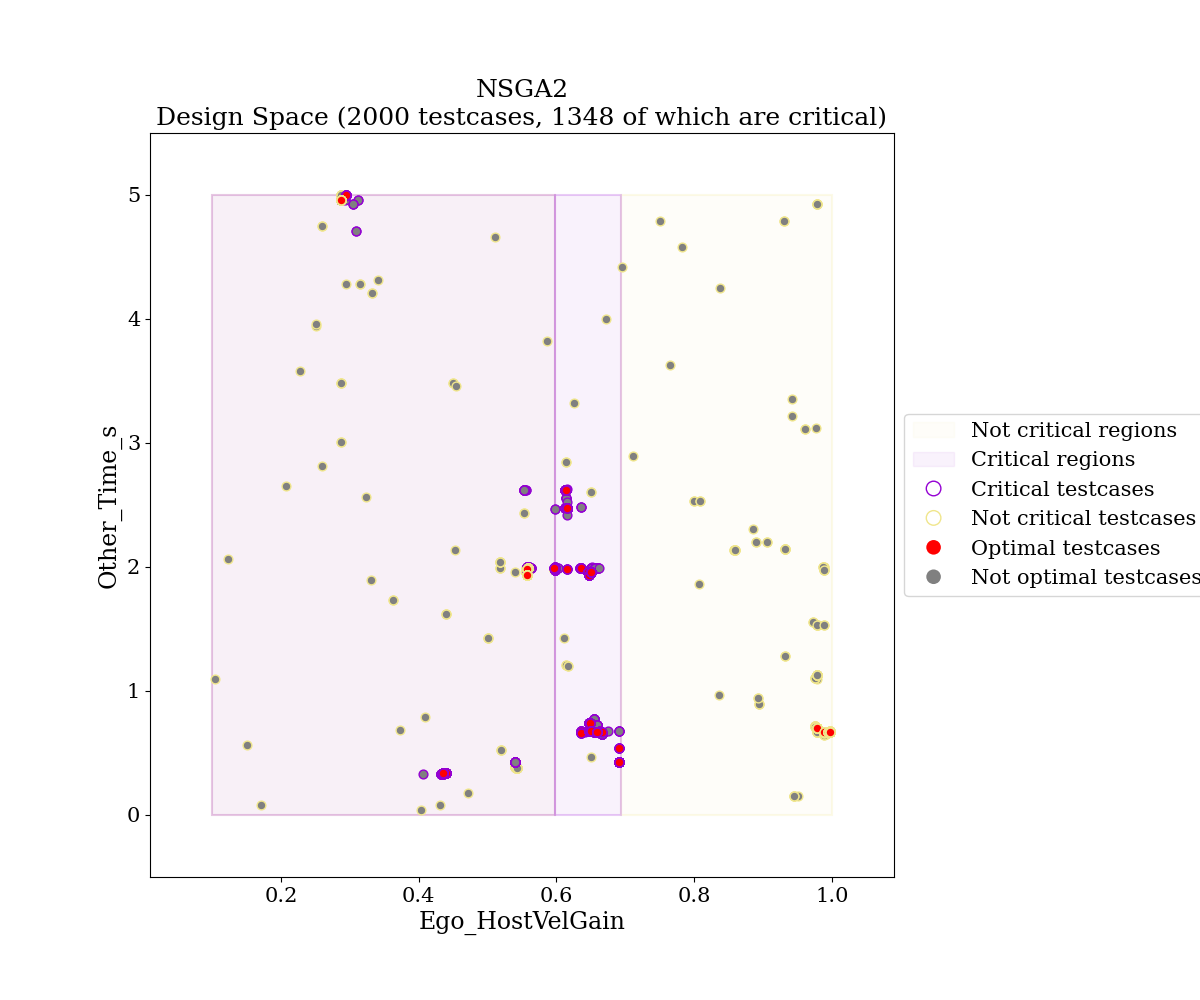 NSGA2
Design Space (2000 testcases, 1348 of which are critical)
5
4
3
2
1
0
Other_Time_s
0.2
0.4
0.6
0.8
1.0
Ego_HostVelGain
Not critical regions
Critical regions
Critical testcases
Not critical testcases
Optimal testcases
Not optimal testcases